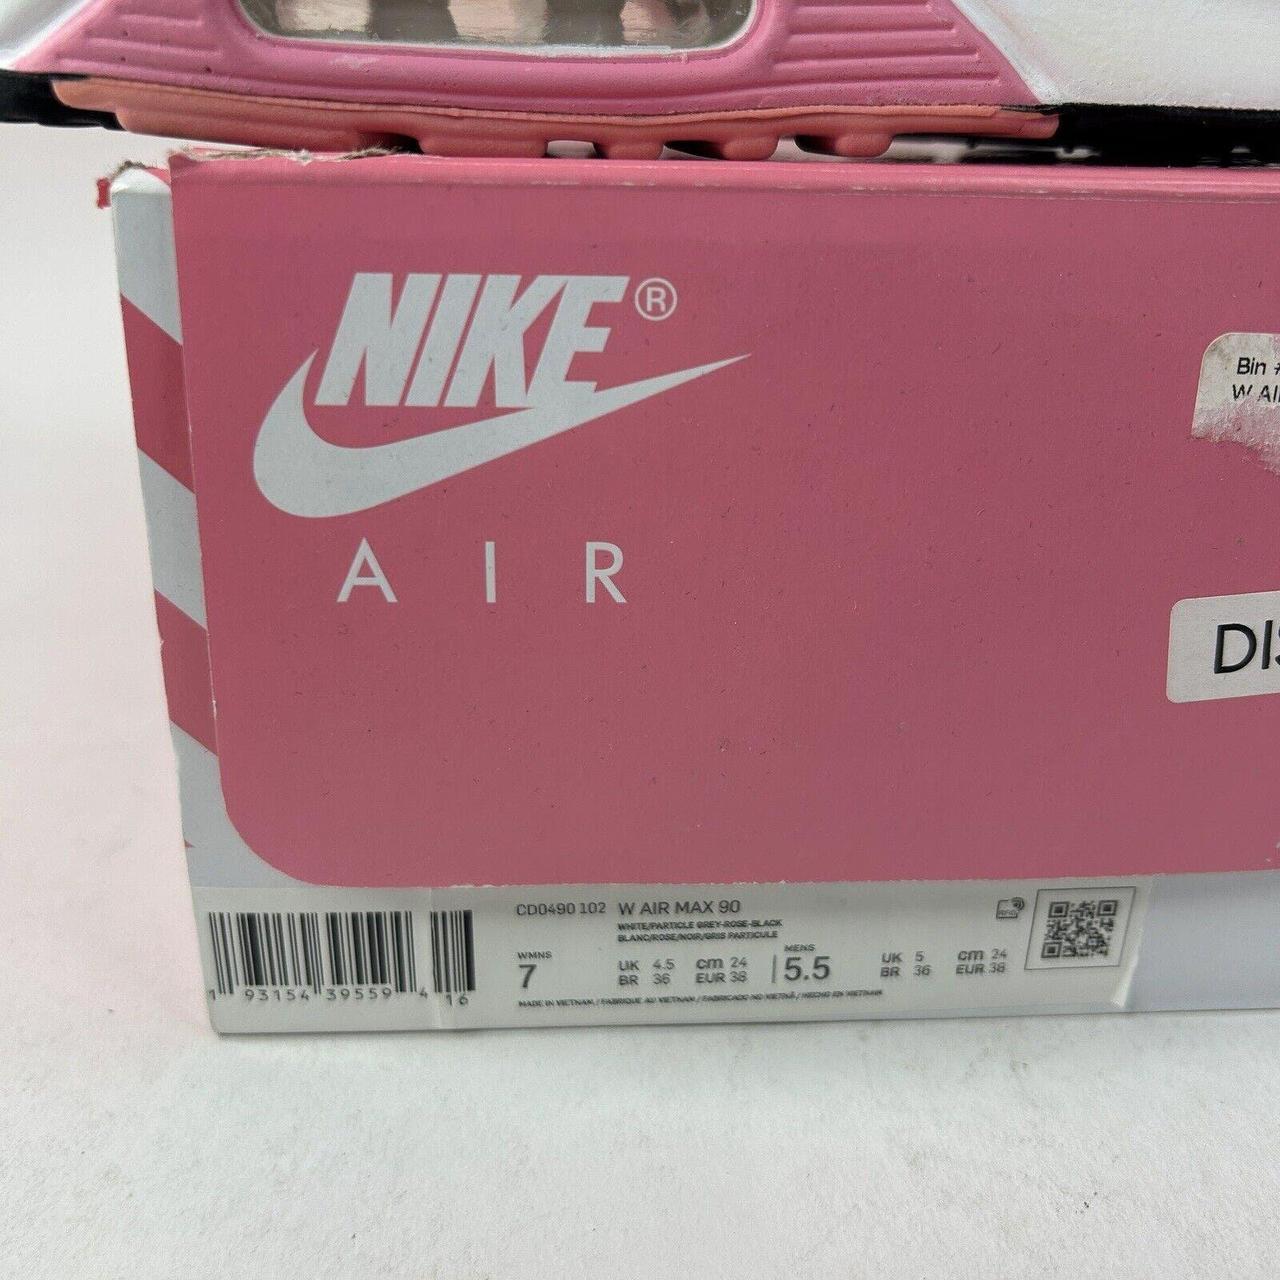 NIKE®
AIR
Bin #
W AI
DIS
CD0490 102 W AIR MAX 90
WHITE/PARTICLE GREY-ROSE-BLACK
BLANC/ROSE/NOIR/GRIS PARTICULE
WMNS 7 UK 4.5 cm 24 BR 36 EUR 38 MENS 5.5 UK 5 cm 24 BR 36 EUR 38
MADE IN VIETNAM / FABRIQUE AU VIETNAM / FABRICADO NO VIETNÃ / HECHO EN VIETNAM
1 93154 39559 4 16